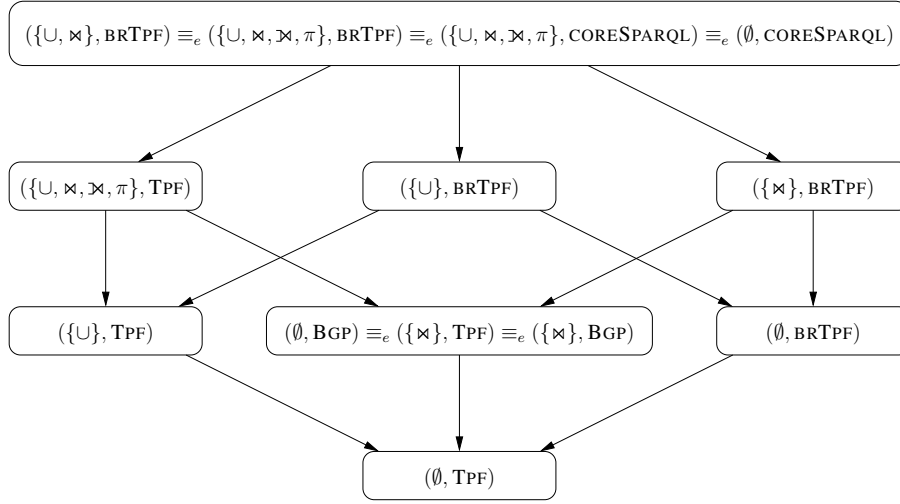 ({∪, ⋈}, BRTPF) ≡e ({∪, ⋈, ⟕, π}, BRTPF) ≡e ({∪, ⋈, ⟕, π}, CORESPARQL) ≡e (∅, CORESPARQL)
({∪, ⋈, ⟕, π}, TPF) ({∪}, BRTPF) ({⋈}, BRTPF)
({∪}, TPF) (∅, BGP) ≡e ({⋈}, TPF) ≡e ({⋈}, BGP) (∅, BRTPF)
(∅, TPF)